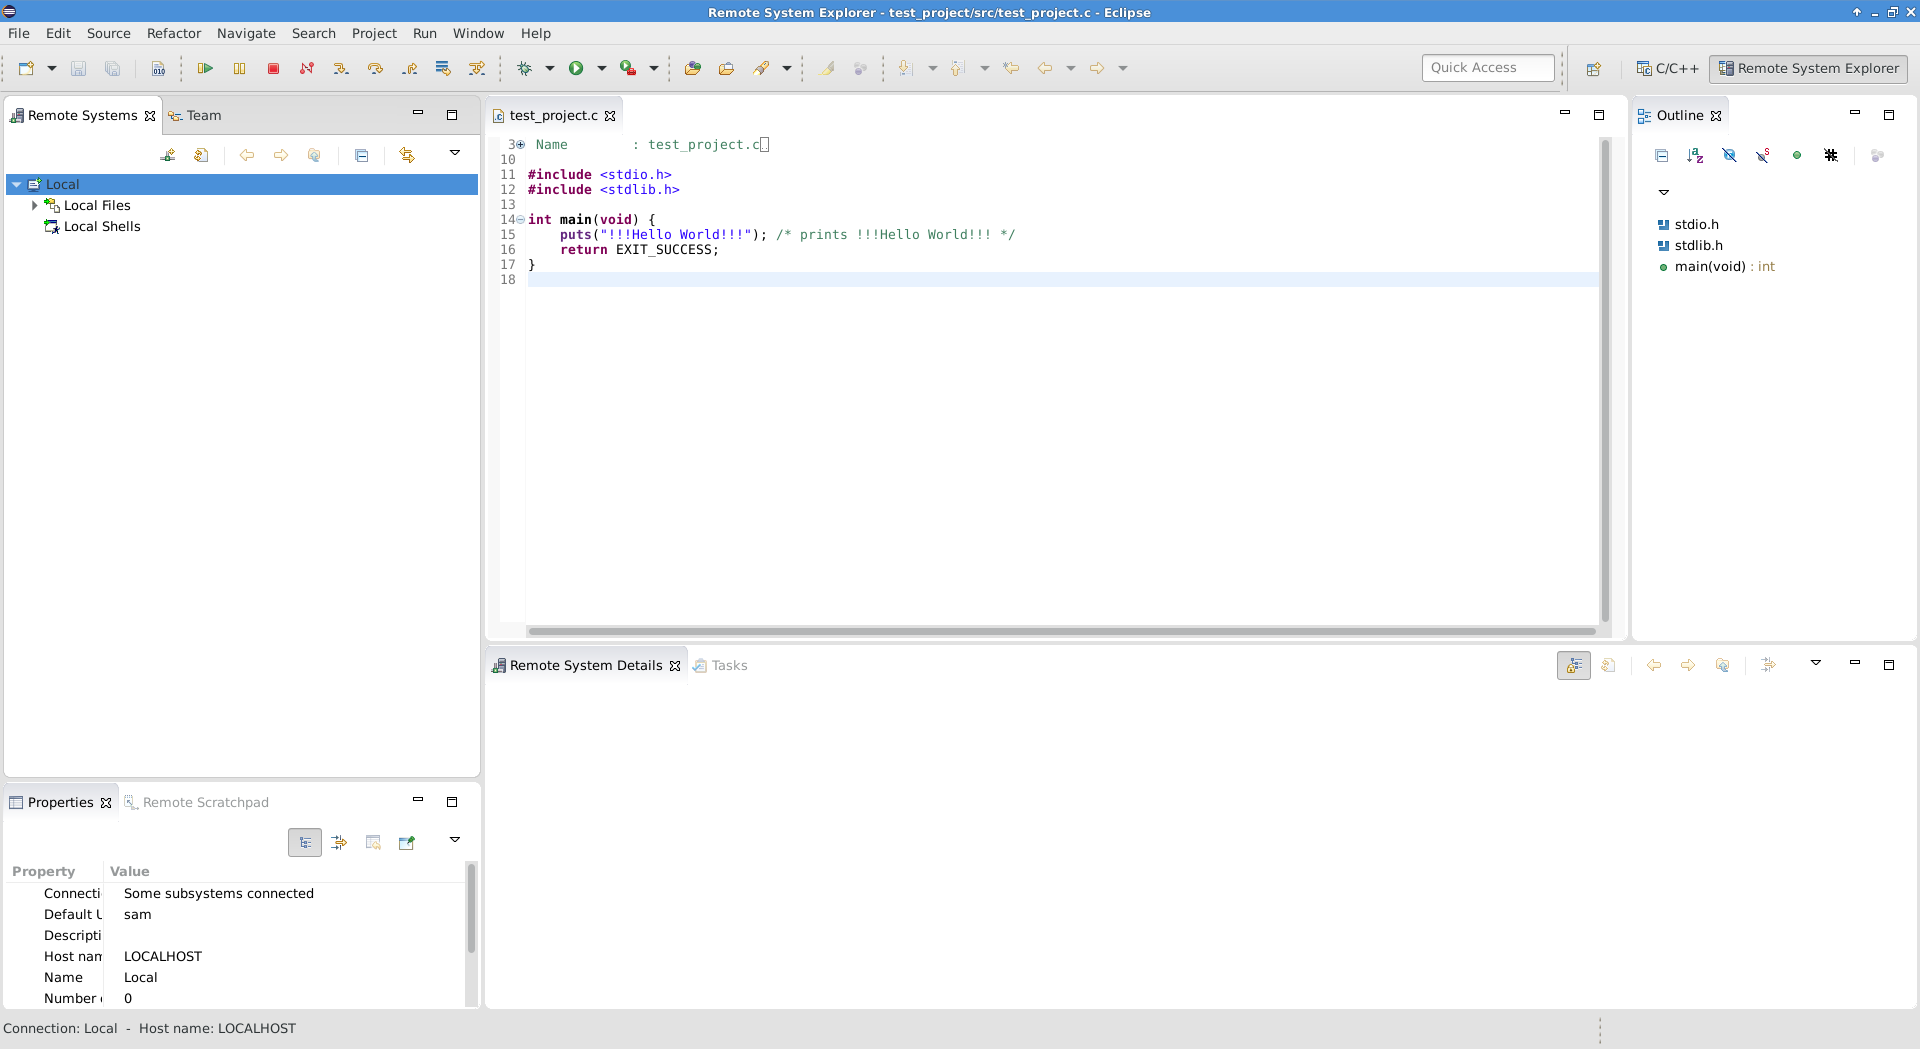 Remote System Explorer - test_project/src/test_project.c - Eclipse
File Edit Source Refactor Navigate Search Project Run Window Help
010
Quick Access
C/C++
Remote System Explorer
Remote Systems
Team
Local
Local Files
Local Shells
test_project.c
3 Name : test_project.c
10
11 #include <stdio.h>
12 #include <stdlib.h>
13
14 int main(void) {
15 puts("!!!Hello World!!!"); /* prints !!!Hello World!!! */
16 return EXIT_SUCCESS;
17 }
18
Outline
stdio.h
stdlib.h
main(void) : int
Remote System Details
Tasks
Properties
Remote Scratchpad
Property Value
Connecti Some subsystems connected
Default U sam
Descripti
Host nam LOCALHOST
Name Local
Number 0
Connection: Local - Host name: LOCALHOST